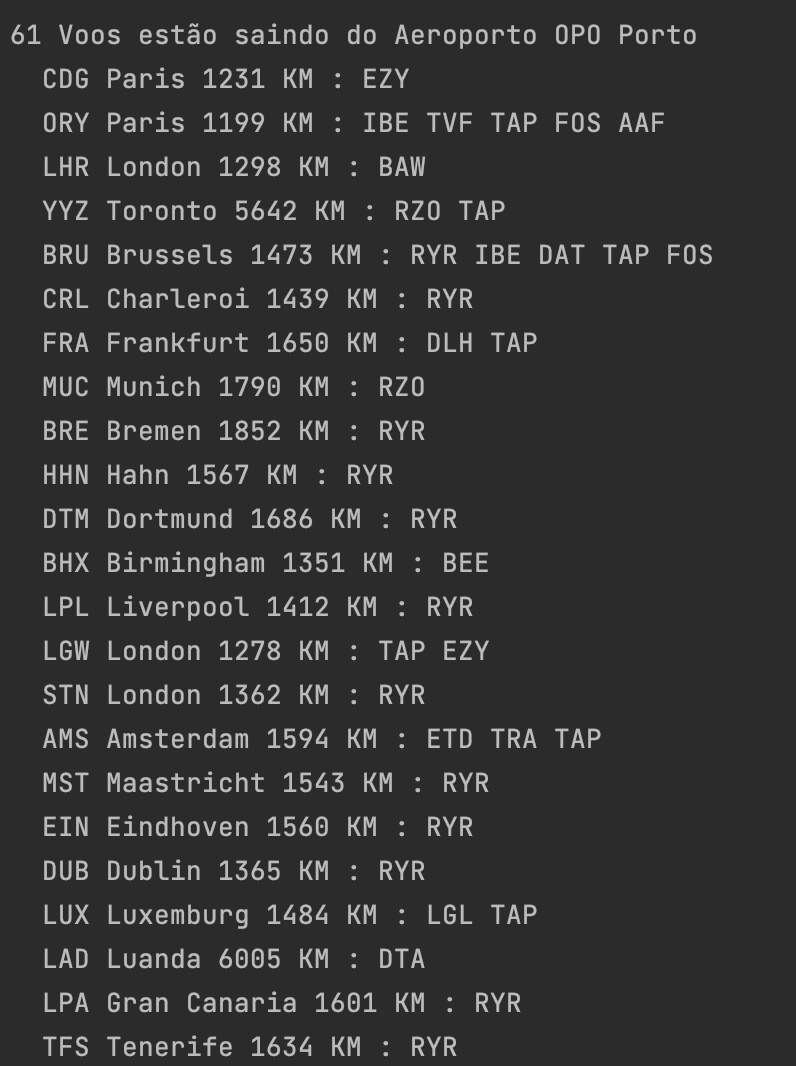 61 Voos estão saindo do Aeroporto OPO Porto
CDG Paris 1231 KM : EZY
ORY Paris 1199 KM : IBE TVF TAP FOS AAF
LHR London 1298 KM : BAW
YYZ Toronto 5642 KM : RZO TAP
BRU Brussels 1473 KM : RYR IBE DAT TAP FOS
CRL Charleroi 1439 KM : RYR
FRA Frankfurt 1650 KM : DLH TAP
MUC Munich 1790 KM : RZO
BRE Bremen 1852 KM : RYR
HHN Hahn 1567 KM : RYR
DTM Dortmund 1686 KM : RYR
BHX Birmingham 1351 KM : BEE
LPL Liverpool 1412 KM : RYR
LGW London 1278 KM : TAP EZY
STN London 1362 KM : RYR
AMS Amsterdam 1594 KM : ETD TRA TAP
MST Maastricht 1543 KM : RYR
EIN Eindhoven 1560 KM : RYR
DUB Dublin 1365 KM : RYR
LUX Luxemburg 1484 KM : LGL TAP
LAD Luanda 6005 KM : DTA
LPA Gran Canaria 1601 KM : RYR
TFS Tenerife 1634 KM : RYR